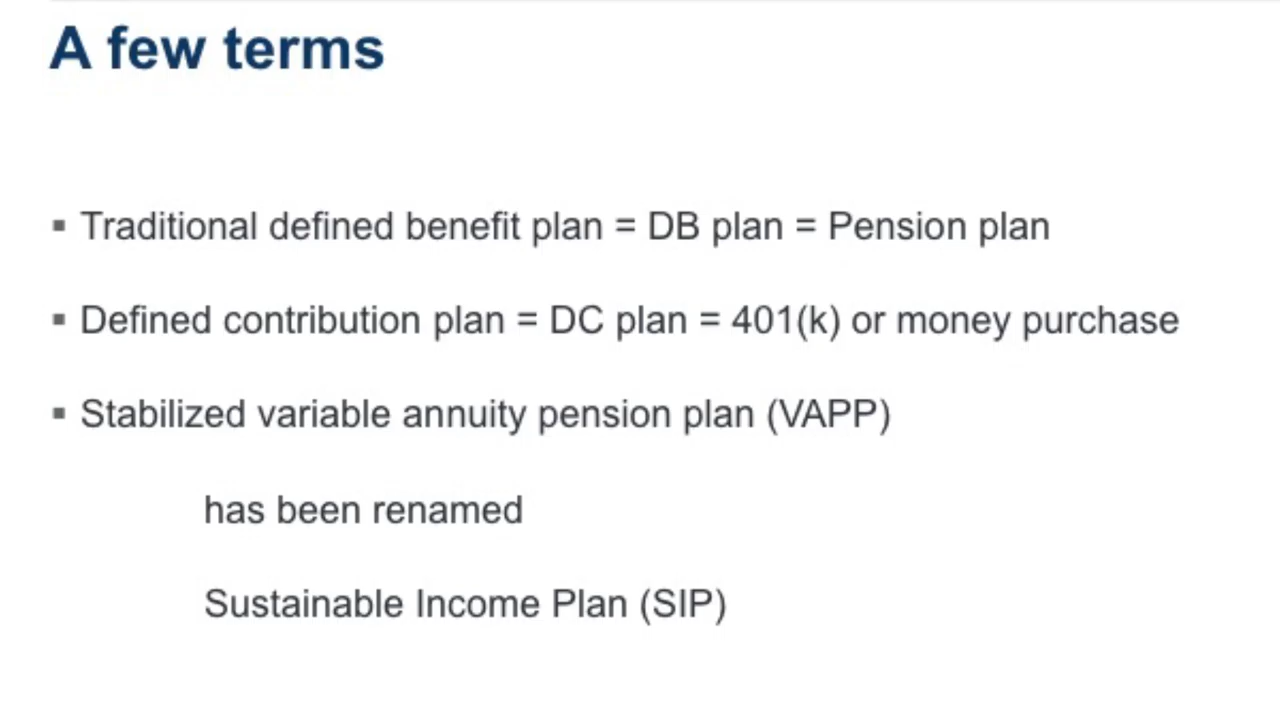 A few terms
▪ Traditional defined benefit plan = DB plan = Pension plan
▪ Defined contribution plan = DC plan = 401(k) or money purchase
▪ Stabilized variable annuity pension plan (VAPP)
has been renamed
Sustainable Income Plan (SIP)